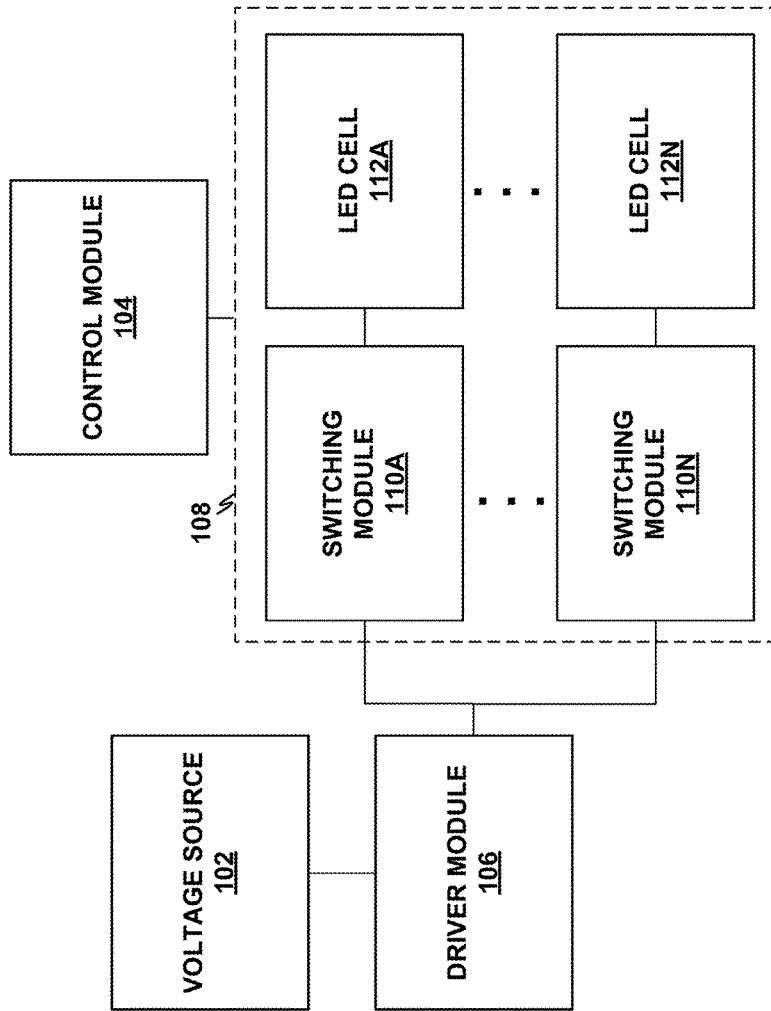 VOLTAGE SOURCE
102
DRIVER MODULE
106
108
CONTROL MODULE
104
SWITCHING
MODULE
110A
LED CELL
112A
SWITCHING
MODULE
110N
LED CELL
112N